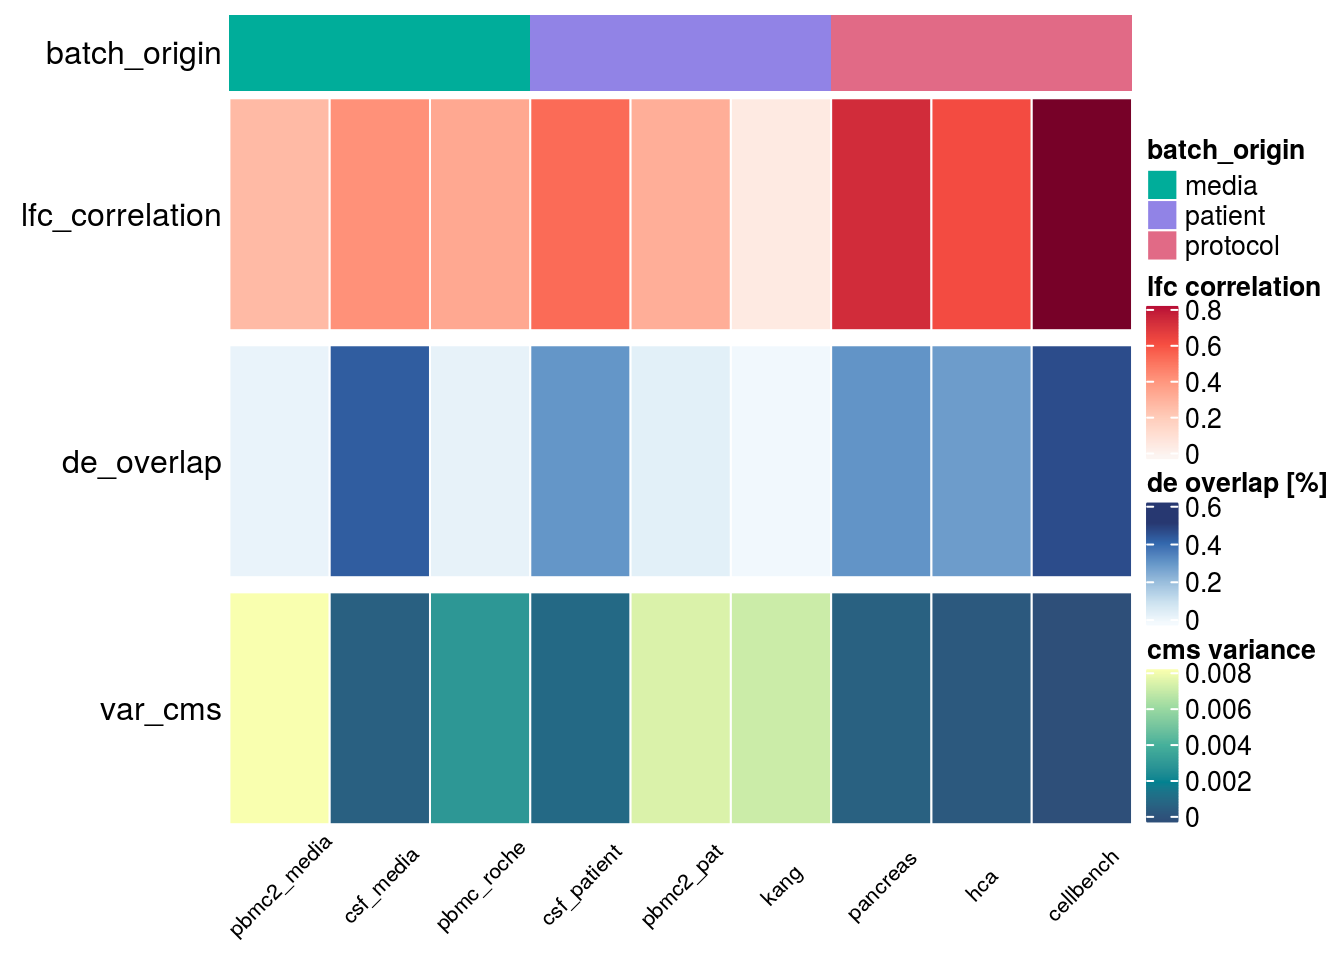 batch_origin
lfc_correlation
de_overlap
var_cms
pbmc2_media
csf_media
pbmc_roche
csf_patient
pbmc2_pat
kang
pancreas
hca
cellbench
batch_origin
media
patient
protocol
lfc correlation
0.8
0.6
0.4
0.2
0
de overlap [%]
0.6
0.4
0.2
0
cms variance
0.008
0.006
0.004
0.002
0